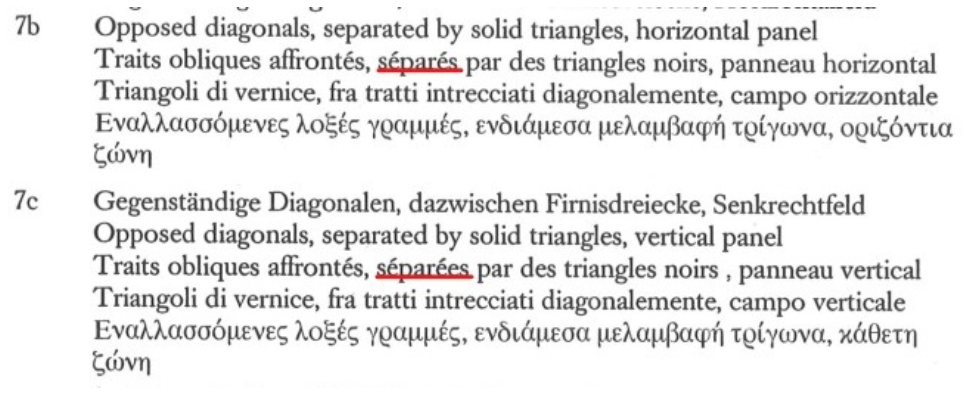 7b Opposed diagonals, separated by solid triangles, horizontal panel
Traits obliques affrontés, séparés par des triangles noirs, panneau horizontal
Triangoli di vernice, fra tratti intrecciati diagonalemente, campo orizzontale
Εναλλασσόμενες λοξές γραμμές, ενδιάμεσα μελαμβαφή τρίγωνα, οριζόντια
ζώνη
7c Gegenständige Diagonalen, dazwischen Firnisdreiecke, Senkrechtfeld
Opposed diagonals, separated by solid triangles, vertical panel
Traits obliques affrontés, séparées par des triangles noirs , panneau vertical
Triangoli di vernice, fra tratti intrecciati diagonalemente, campo verticale
Εναλλασσόμενες λοξές γραμμές, ενδιάμεσα μελαμβαφή τρίγωνα, κάθετη
ζώνη